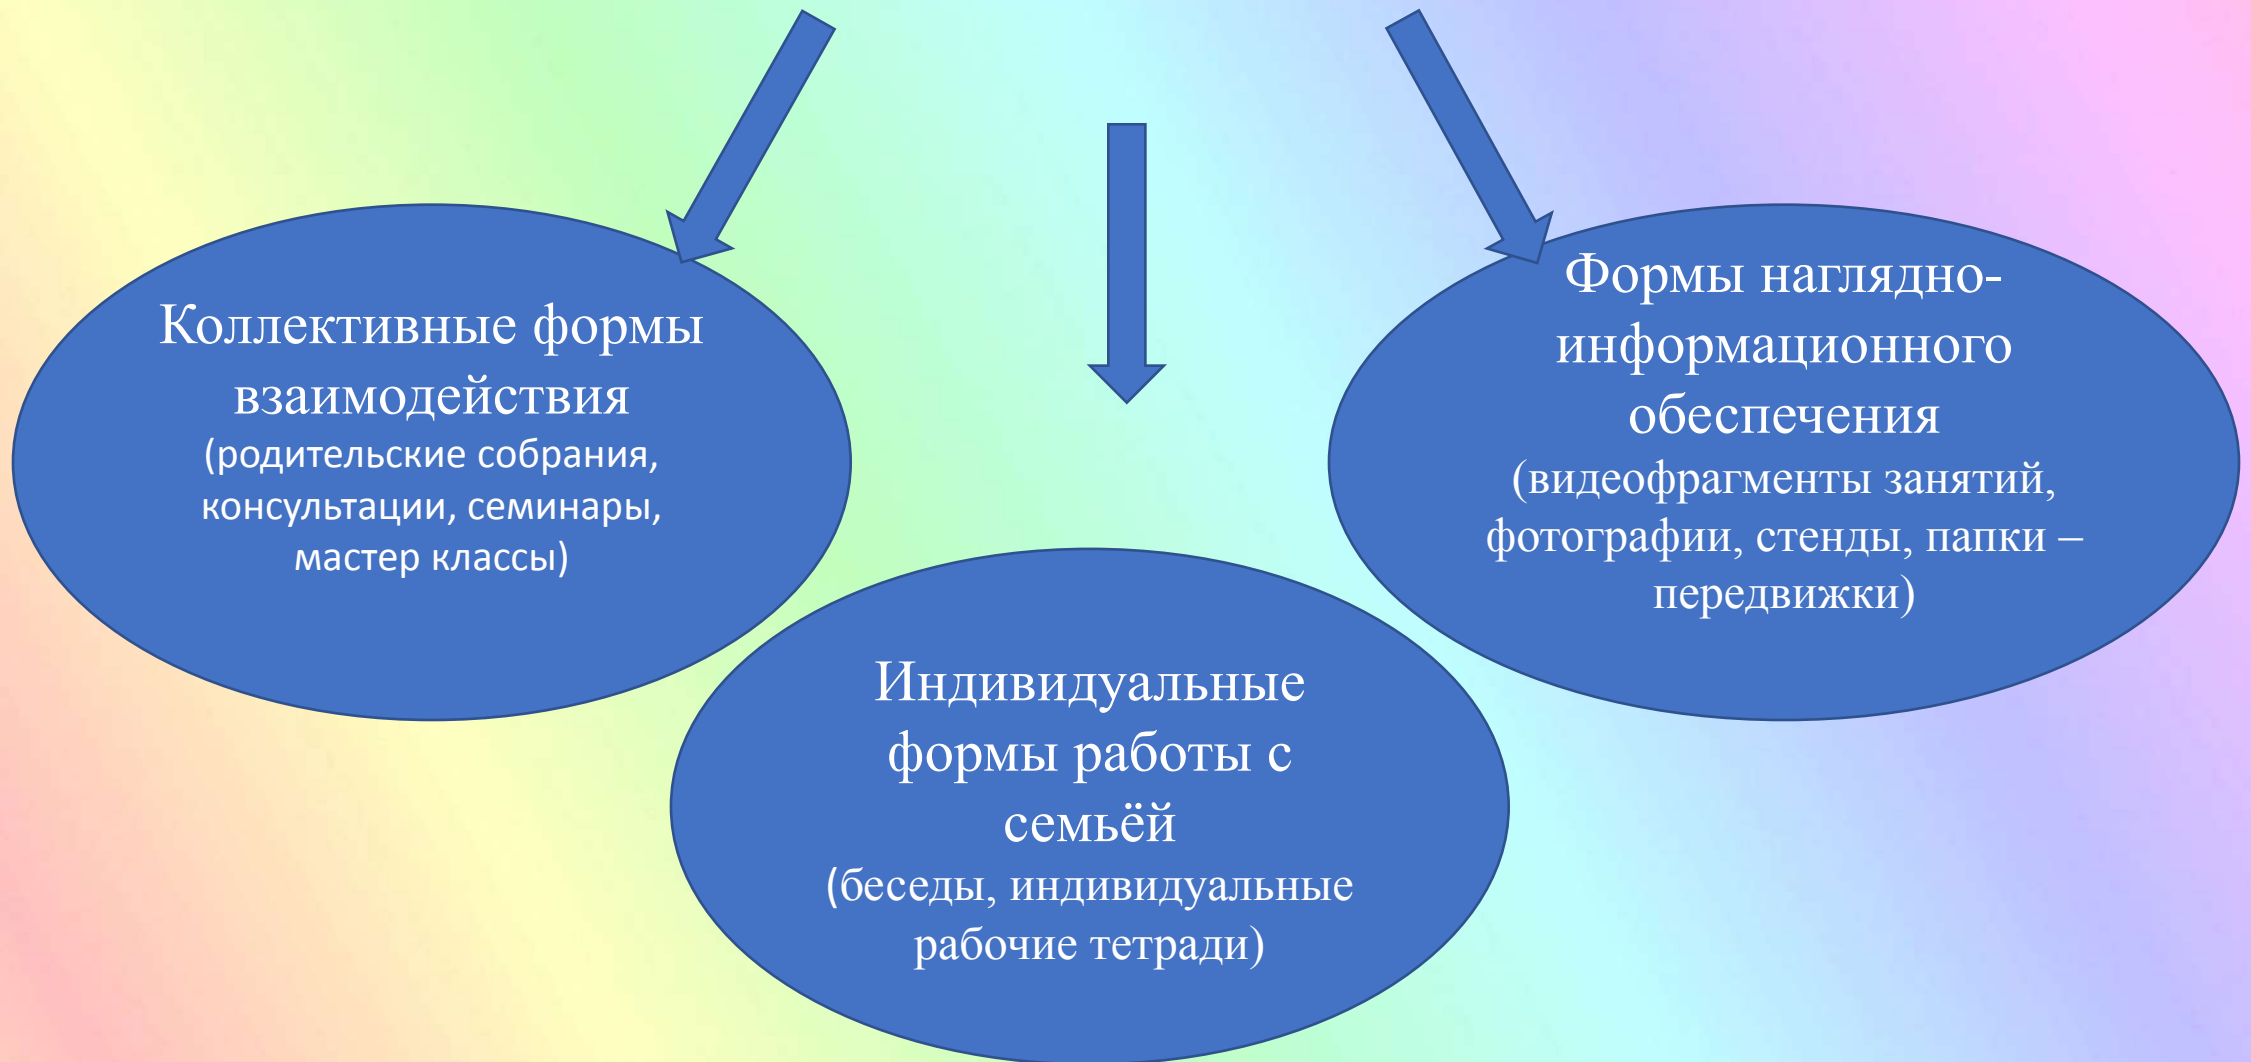 Коллективные формы
взаимодействия
(родительские собрания,
консультации, семинары,
мастер классы)
Индивидуальные
формы работы с
семьёй
(беседы, индивидуальные
рабочие тетради)
Формы наглядно-
информационного
обеспечения
(видеофрагменты занятий,
фотографии, стенды, папки –
передвижки)